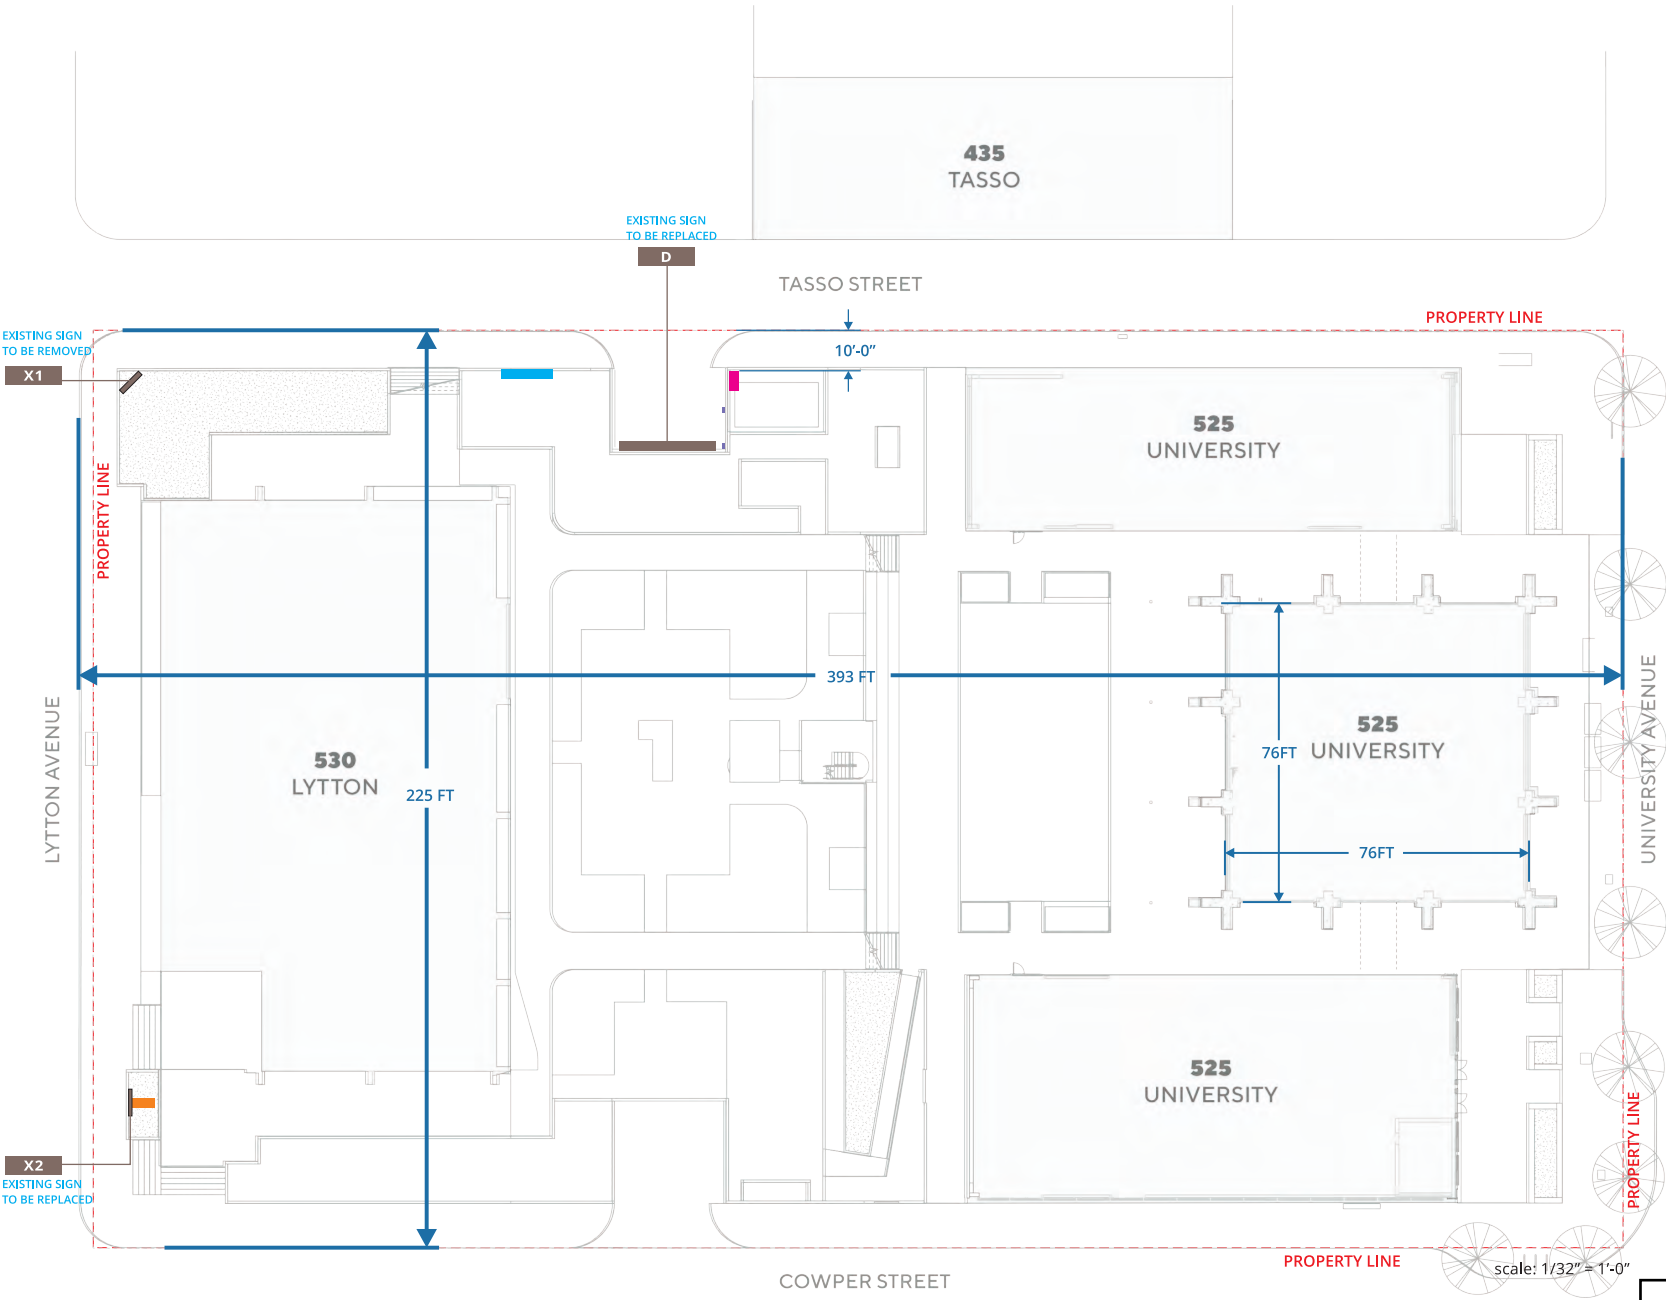 435
TASSO
EXISTING SIGN
TO BE REPLACED
D
TASSO STREET
PROPERTY LINE
EXISTING SIGN
TO BE REMOVED
X1
10’-0”
525
UNIVERSITY
PROPERTY LINE
393 FT
LYTTON AVENUE
530
LYTTON
225 FT
76FT
525
UNIVERSITY
76FT
UNIVERSITY AVENUE
525
UNIVERSITY
X2
EXISTING SIGN
TO BE REPLACED
PROPERTY LINE
PROPERTY LINE
scale: 1/32” = 1’-0”
COWPER STREET